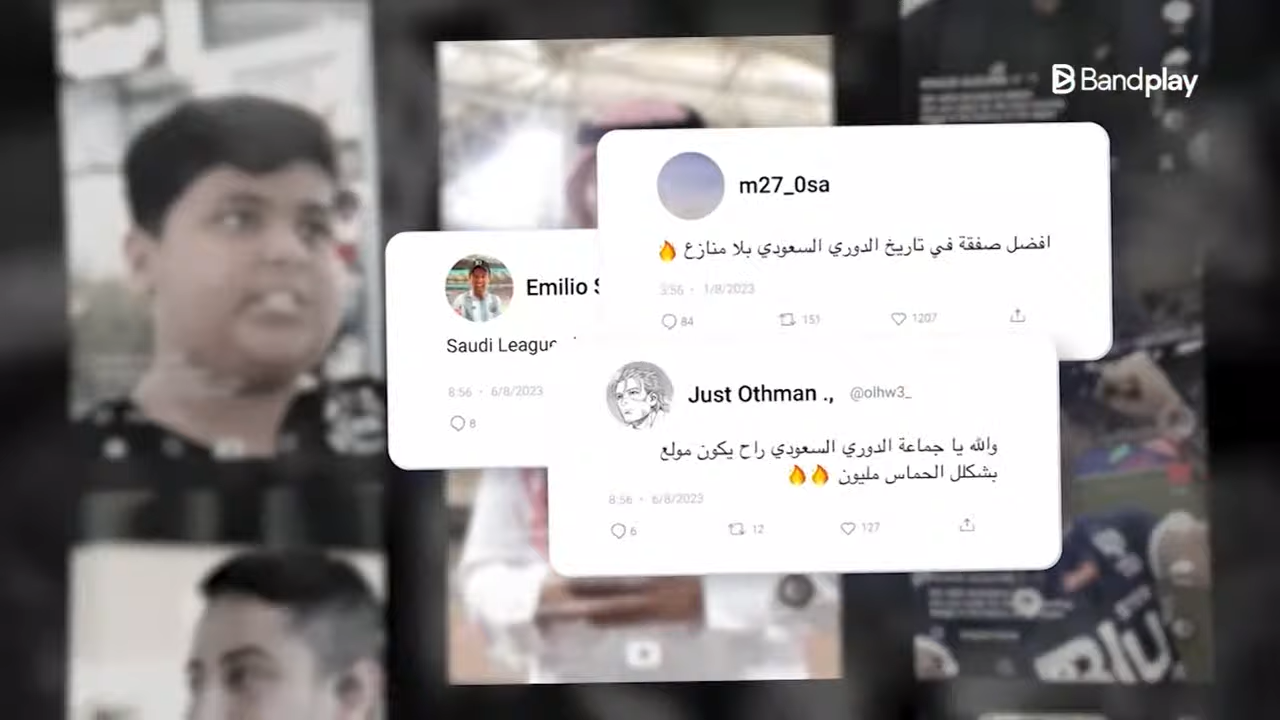 Bandplay
m27_0sa
افضل صفقة في تاريخ الدوري السعودي بلا منازع 🔥
3:56 · 1/8/2023
84 151 1207
Emilio S
Saudi League
8:56 · 6/8/2023
8
Just Othman ., @olhw3_
والله يا جماعة الدوري السعودي راح يكون مولع
بشكلل الحماس مليون 🔥🔥
8:56 · 6/8/2023
6 12 127